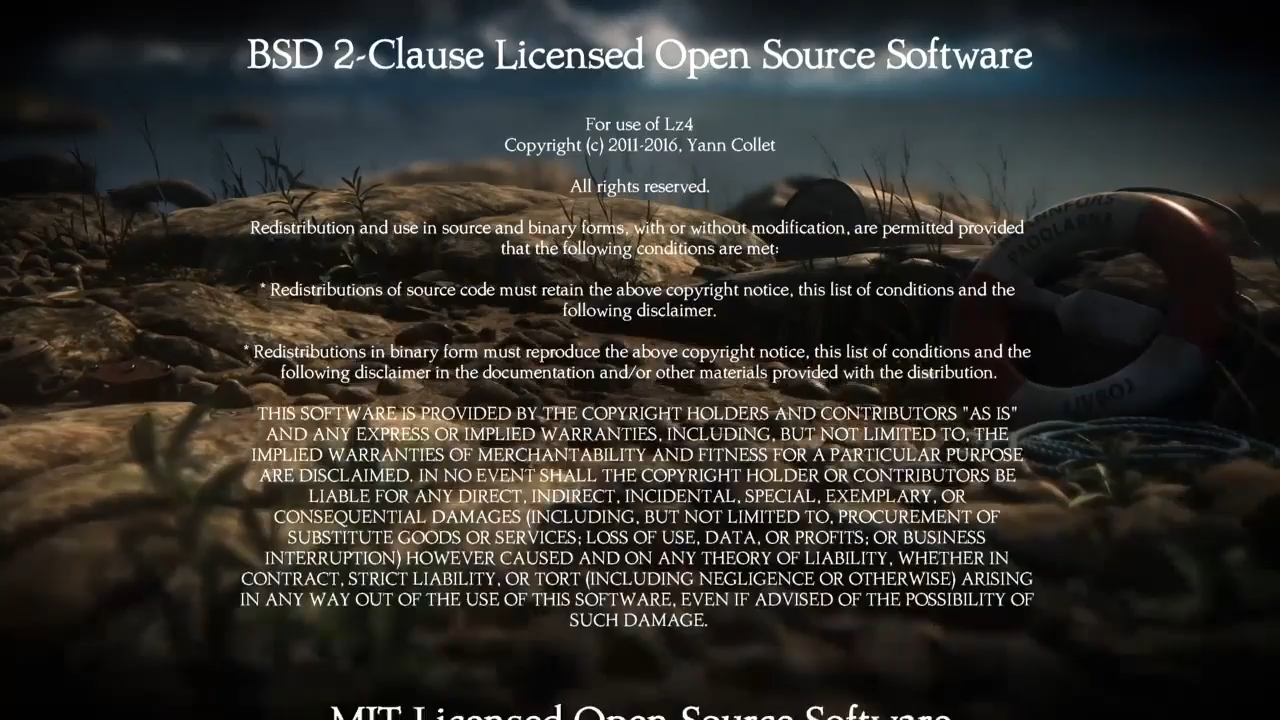 BSD 2-Clause Licensed Open Source Software
For use of Lz4
Copyright (c) 2011-2016, Yann Collet
All rights reserved.
Redistribution and use in source and binary forms, with or without modification, are permitted provided
that the following conditions are met:
* Redistributions of source code must retain the above copyright notice, this list of conditions and the
following disclaimer.
* Redistributions in binary form must reproduce the above copyright notice, this list of conditions and the
following disclaimer in the documentation and/or other materials provided with the distribution.
THIS SOFTWARE IS PROVIDED BY THE COPYRIGHT HOLDERS AND CONTRIBUTORS "AS IS"
AND ANY EXPRESS OR IMPLIED WARRANTIES, INCLUDING, BUT NOT LIMITED TO, THE
IMPLIED WARRANTIES OF MERCHANTABILITY AND FITNESS FOR A PARTICULAR PURPOSE
ARE DISCLAIMED. IN NO EVENT SHALL THE COPYRIGHT HOLDER OR CONTRIBUTORS BE
LIABLE FOR ANY DIRECT, INDIRECT, INCIDENTAL, SPECIAL, EXEMPLARY, OR
CONSEQUENTIAL DAMAGES (INCLUDING, BUT NOT LIMITED TO, PROCUREMENT OF
SUBSTITUTE GOODS OR SERVICES; LOSS OF USE, DATA, OR PROFITS; OR BUSINESS
INTERRUPTION) HOWEVER CAUSED AND ON ANY THEORY OF LIABILITY, WHETHER IN
CONTRACT, STRICT LIABILITY, OR TORT (INCLUDING NEGLIGENCE OR OTHERWISE) ARISING
IN ANY WAY OUT OF THE USE OF THIS SOFTWARE, EVEN IF ADVISED OF THE POSSIBILITY OF
SUCH DAMAGE.
MIT Licensed Open Source Software